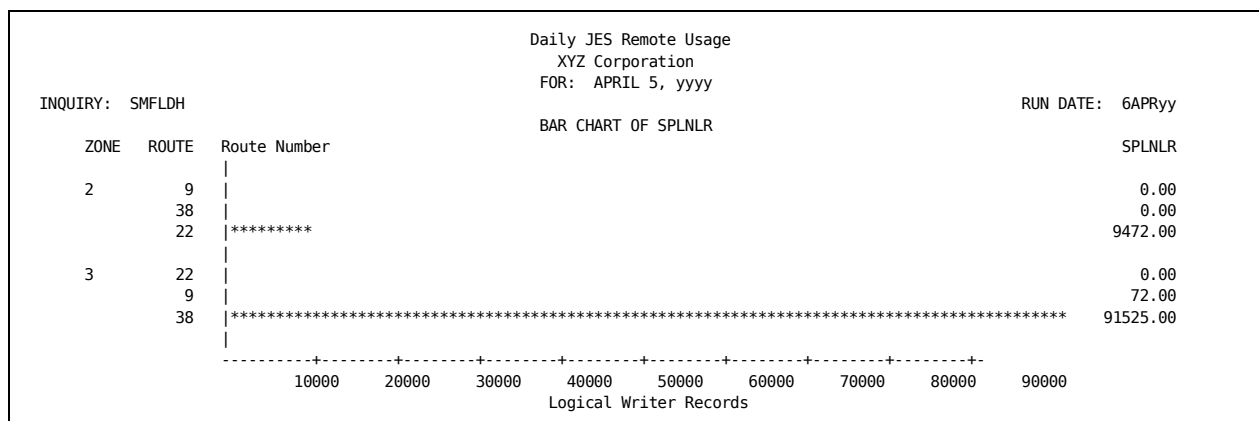 Daily JES Remote Usage
XYZ Corporation
FOR: APRIL 5, yyyy
INQUIRY: SMFLDH RUN DATE: 6APRyy
BAR CHART OF SPLNLR
ZONE ROUTE Route Number SPLNLR
|
2 9 | 0.00
38 | 0.00
22 |********* 9472.00
|
3 22 | 0.00
9 | 72.00
38 |******************************************************************************************** 91525.00
|
----------+--------+--------+--------+--------+--------+--------+--------+--------+-
10000 20000 30000 40000 50000 60000 70000 80000 90000
Logical Writer Records